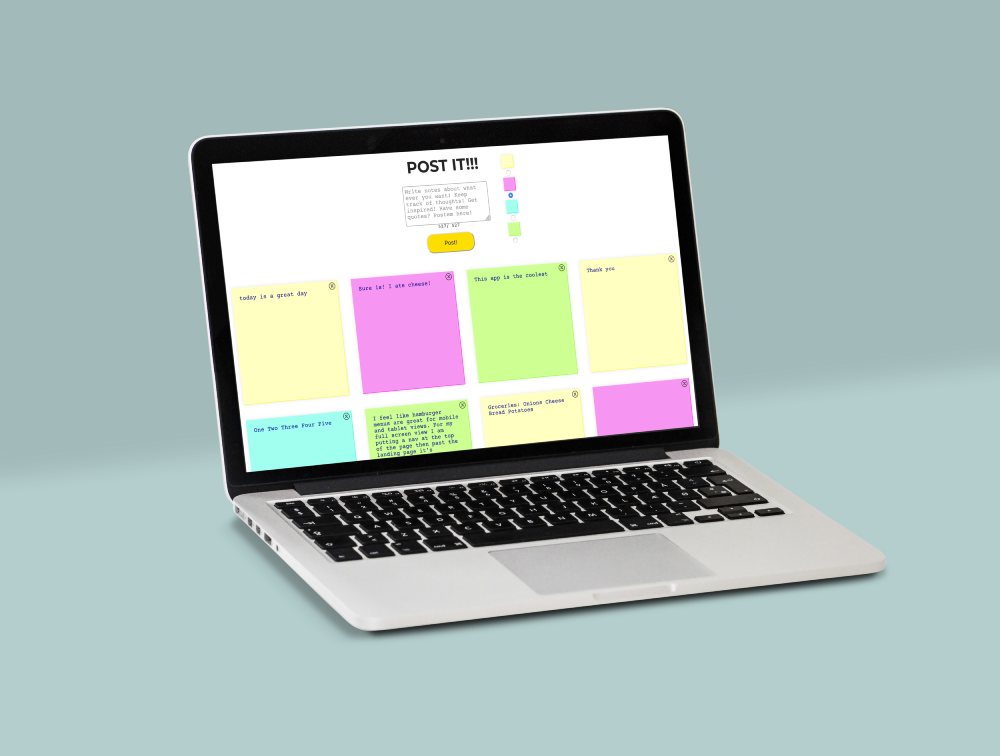 POST IT!!!
Write notes about what
ever you want! Keep
track of thoughts! Get
inspired! Have some
quotes? Postem here!
Post!
today is a great day
Sure is! I ate cheese!
This app is the coolest
Thank you
One Two Three Four Five
I feel like hamburger
menus are great for mobile
and tablet views. For my
full screen view I am
putting a nav at the top
of the page then past the
landing page it's
Groceries: Onions Cheese
Bread Potatoes